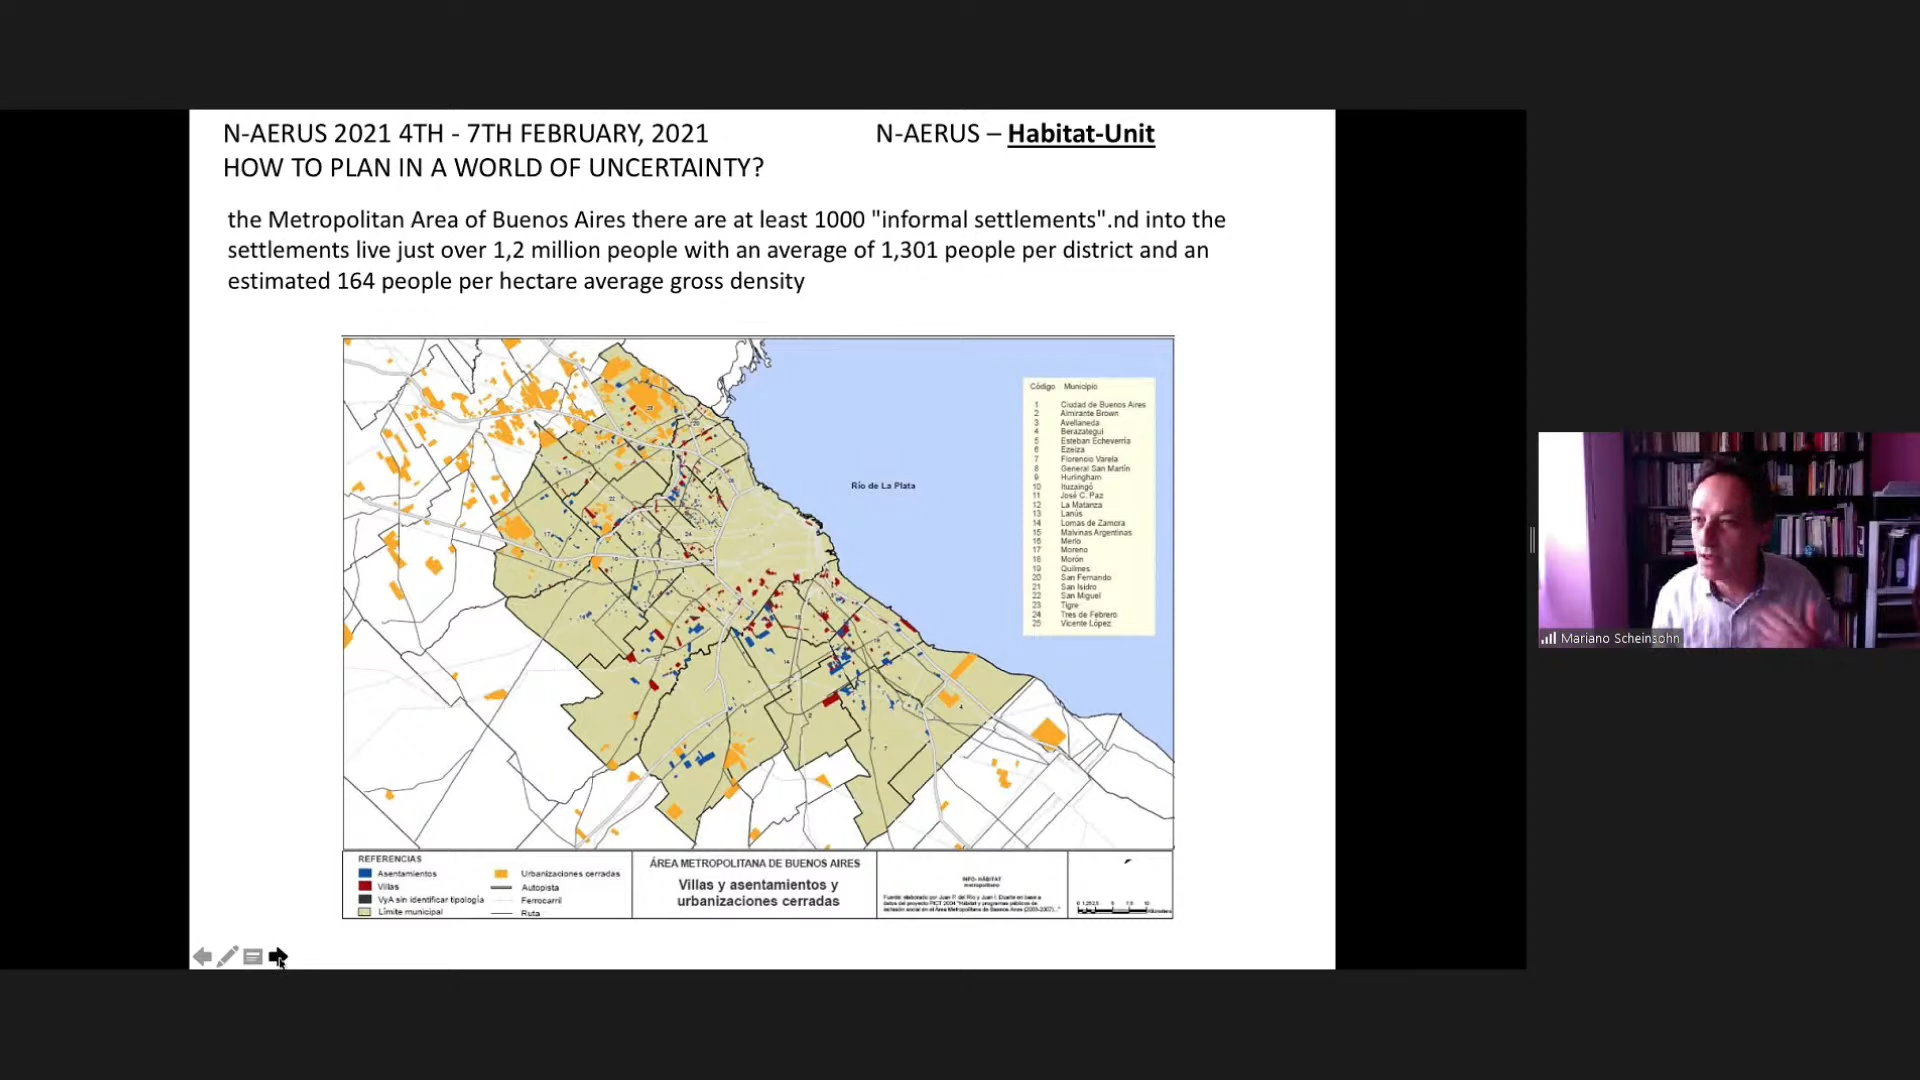 N-AERUS 2021 4TH - 7TH FEBRUARY, 2021
N-AERUS – Habitat-Unit
HOW TO PLAN IN A WORLD OF UNCERTAINTY?
the Metropolitan Area of Buenos Aires there are at least 1000 "informal settlements".nd into the
settlements live just over 1,2 million people with an average of 1,301 people per district and an
estimated 164 people per hectare average gross density
Río de La Plata
Código Municipio
1 Ciudad de Buenos Aires
2 Almirante Brown
3 Avellaneda
4 Berazategui
5 Esteban Echeverría
6 Ezeiza
7 Florencio Varela
8 General San Martín
9 Hurlingham
10 Ituzaingó
11 José C. Paz
12 La Matanza
13 Lanús
14 Lomas de Zamora
15 Malvinas Argentinas
16 Merlo
17 Moreno
18 Morón
19 Quilmes
20 San Fernando
21 San Isidro
22 San Miguel
23 Tigre
24 Tres de Febrero
25 Vicente López
REFERENCIAS
Asentamientos
Villas
VyA sin identificar tipología
Límite municipal
Urbanizaciones cerradas
Autopista
Ferrocarril
Ruta
ÁREA METROPOLITANA DE BUENOS AIRES
Villas y asentamientos y
urbanizaciones cerradas
INFO-HÁBITAT
metropolitano
Mariano Scheinsohn